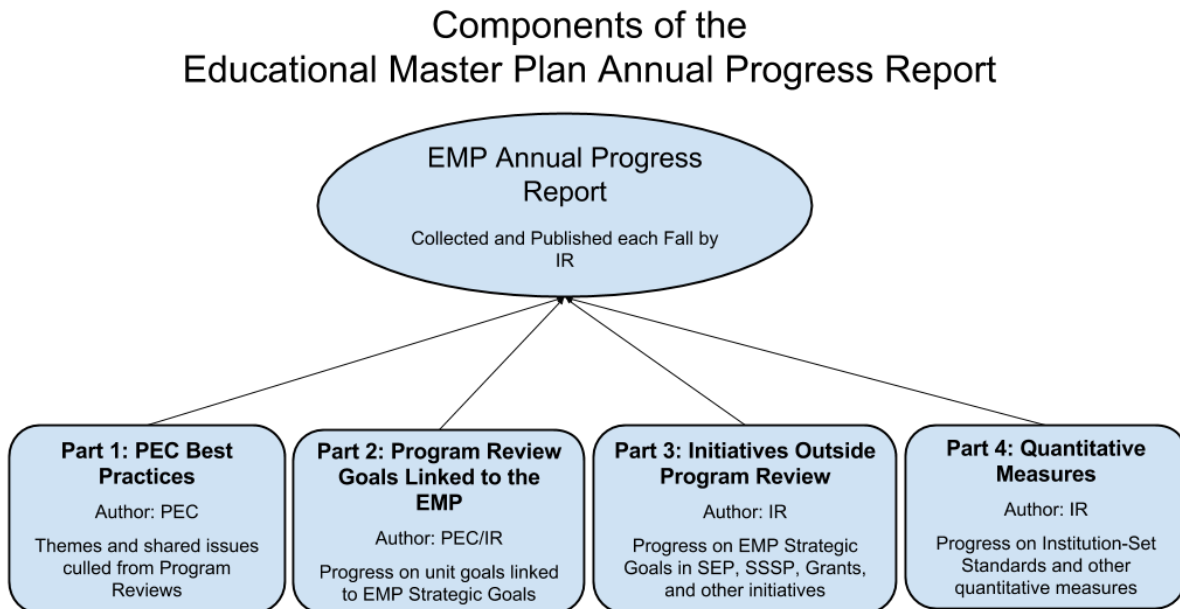 Components of the
Educational Master Plan Annual Progress Report
EMP Annual Progress
Report
Collected and Published each Fall by
IR
Part 1: PEC Best
Practices
Author: PEC
Themes and shared issues
culled from Program
Reviews
Part 2: Program Review
Goals Linked to the
EMP
Author: PEC/IR
Progress on unit goals linked
to EMP Strategic Goals
Part 3: Initiatives Outside
Program Review
Author: IR
Progress on EMP Strategic
Goals in SEP, SSSP, Grants,
and other initiatives
Part 4: Quantitative
Measures
Author: IR
Progress on Institution-Set
Standards and other
quantitative measures